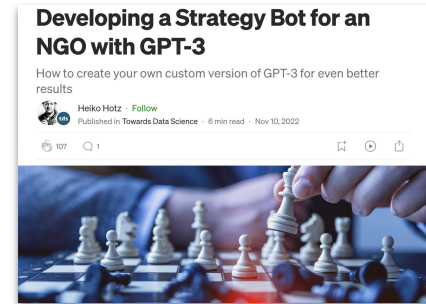 Developing a Strategy Bot for an
NGO with GPT-3
How to create your own custom version of GPT-3 for even better
results
Heiko Hotz · Follow
tds
Published in Towards Data Science · 6 min read · Nov 10, 2022
107 1